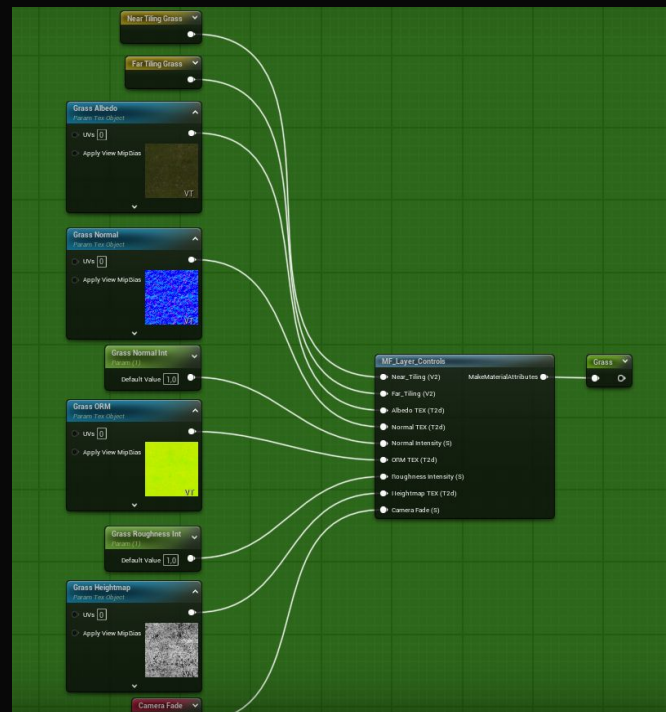 Near Tiling Grass
Far Tiling Grass
Grass Albedo
Param Tex Object
UVs 0
Apply View MipBias
VT
Grass Normal
Param Tex Object
UVs 0
Apply View MipBias
VT
Grass Normal Int
Param (1)
Default Value 1.0
Grass ORM
Param Tex Object
UVs 0
Apply View MipBias
VT
Grass Roughness Int
Param (1)
Default Value 1.0
Grass Heightmap
Param Tex Object
UVs 0
Apply View MipBias
VT
Camera Fade
MF_Layer_Controls
Near_Tiling (V2) MakeMaterialAttributes
Far_Tiling (V2)
Albedo TEX (T2d)
Normal TEX (T2d)
Normal Intensity (S)
ORM TEX (T2d)
Roughness Intensity (S)
Heightmap TEX (T2d)
Camera Fade (S)
Grass